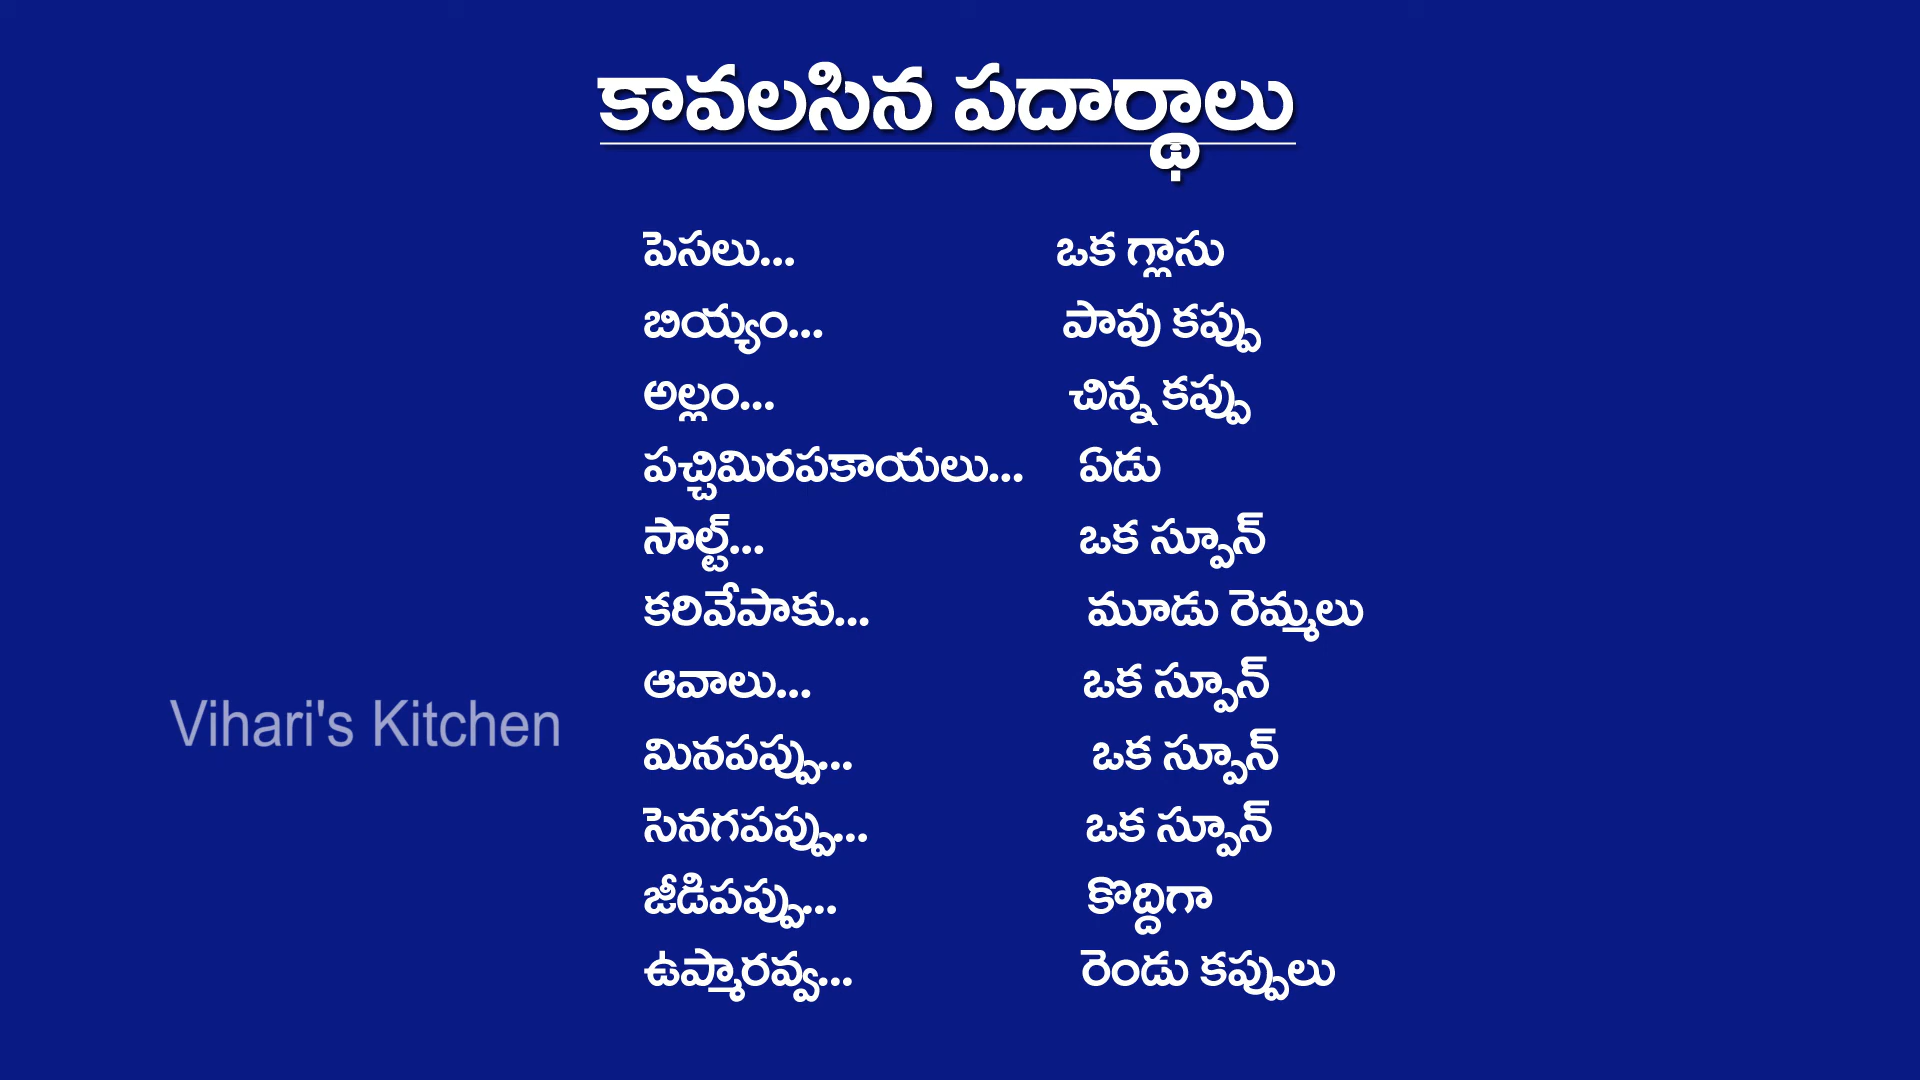 కావలసిన పదార్థాలు
పెసలు... ఒక గ్లాసు
బియ్యం... పావు కప్పు
అల్లం... చిన్న కప్పు
పచ్చిమిరపకాయలు... ఏడు
సాల్ట్... ఒక స్పూన్
కరివేపాకు... మూడు రెమ్మలు
ఆవాలు... ఒక స్పూన్
Vihari's Kitchen
మినపప్పు... ఒక స్పూన్
సెనగపప్పు... ఒక స్పూన్
జీడిపప్పు... కొద్దిగా
ఉప్మారవ్వ... రెండు కప్పులు